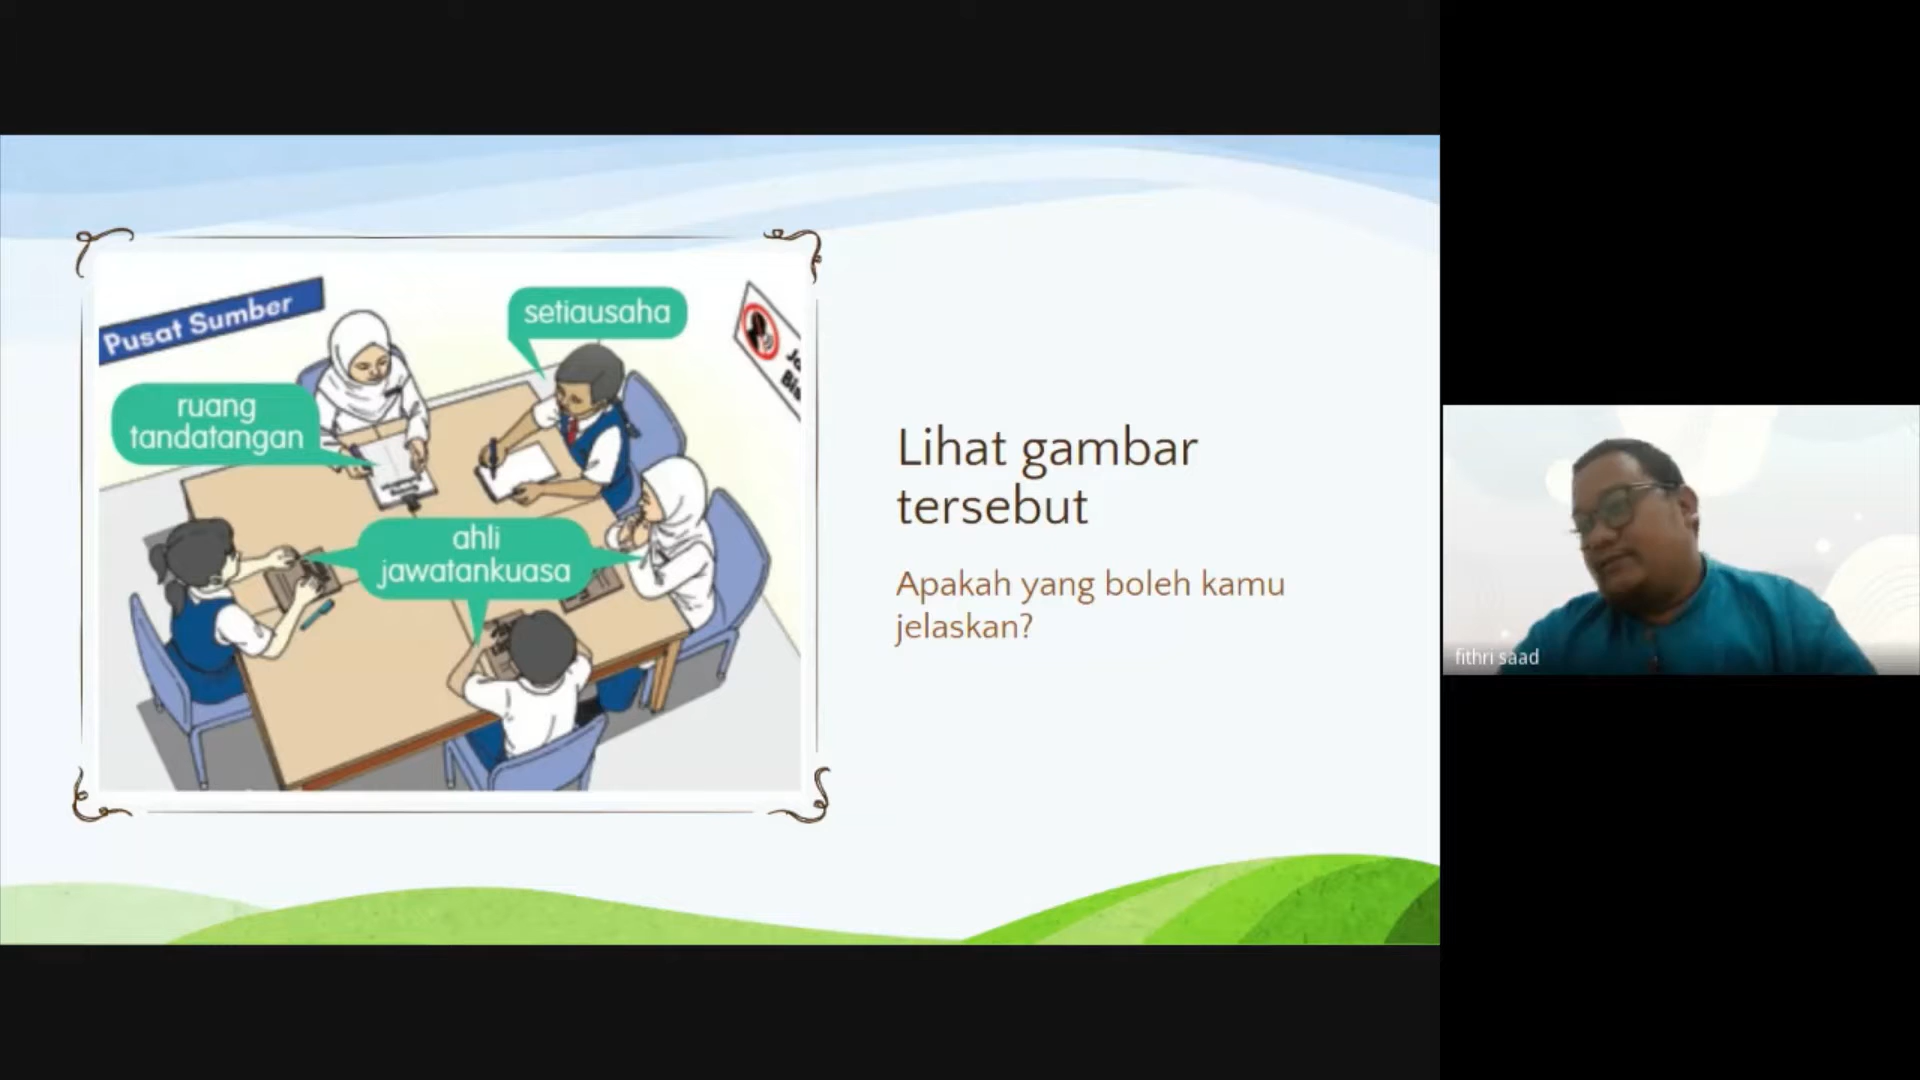 Pusat Sumber
setiausaha
ruang
tandatangan
ahli
jawatankuasa
Lihat gambar
tersebut
Apakah yang boleh kamu
jelaskan?
fithri saad